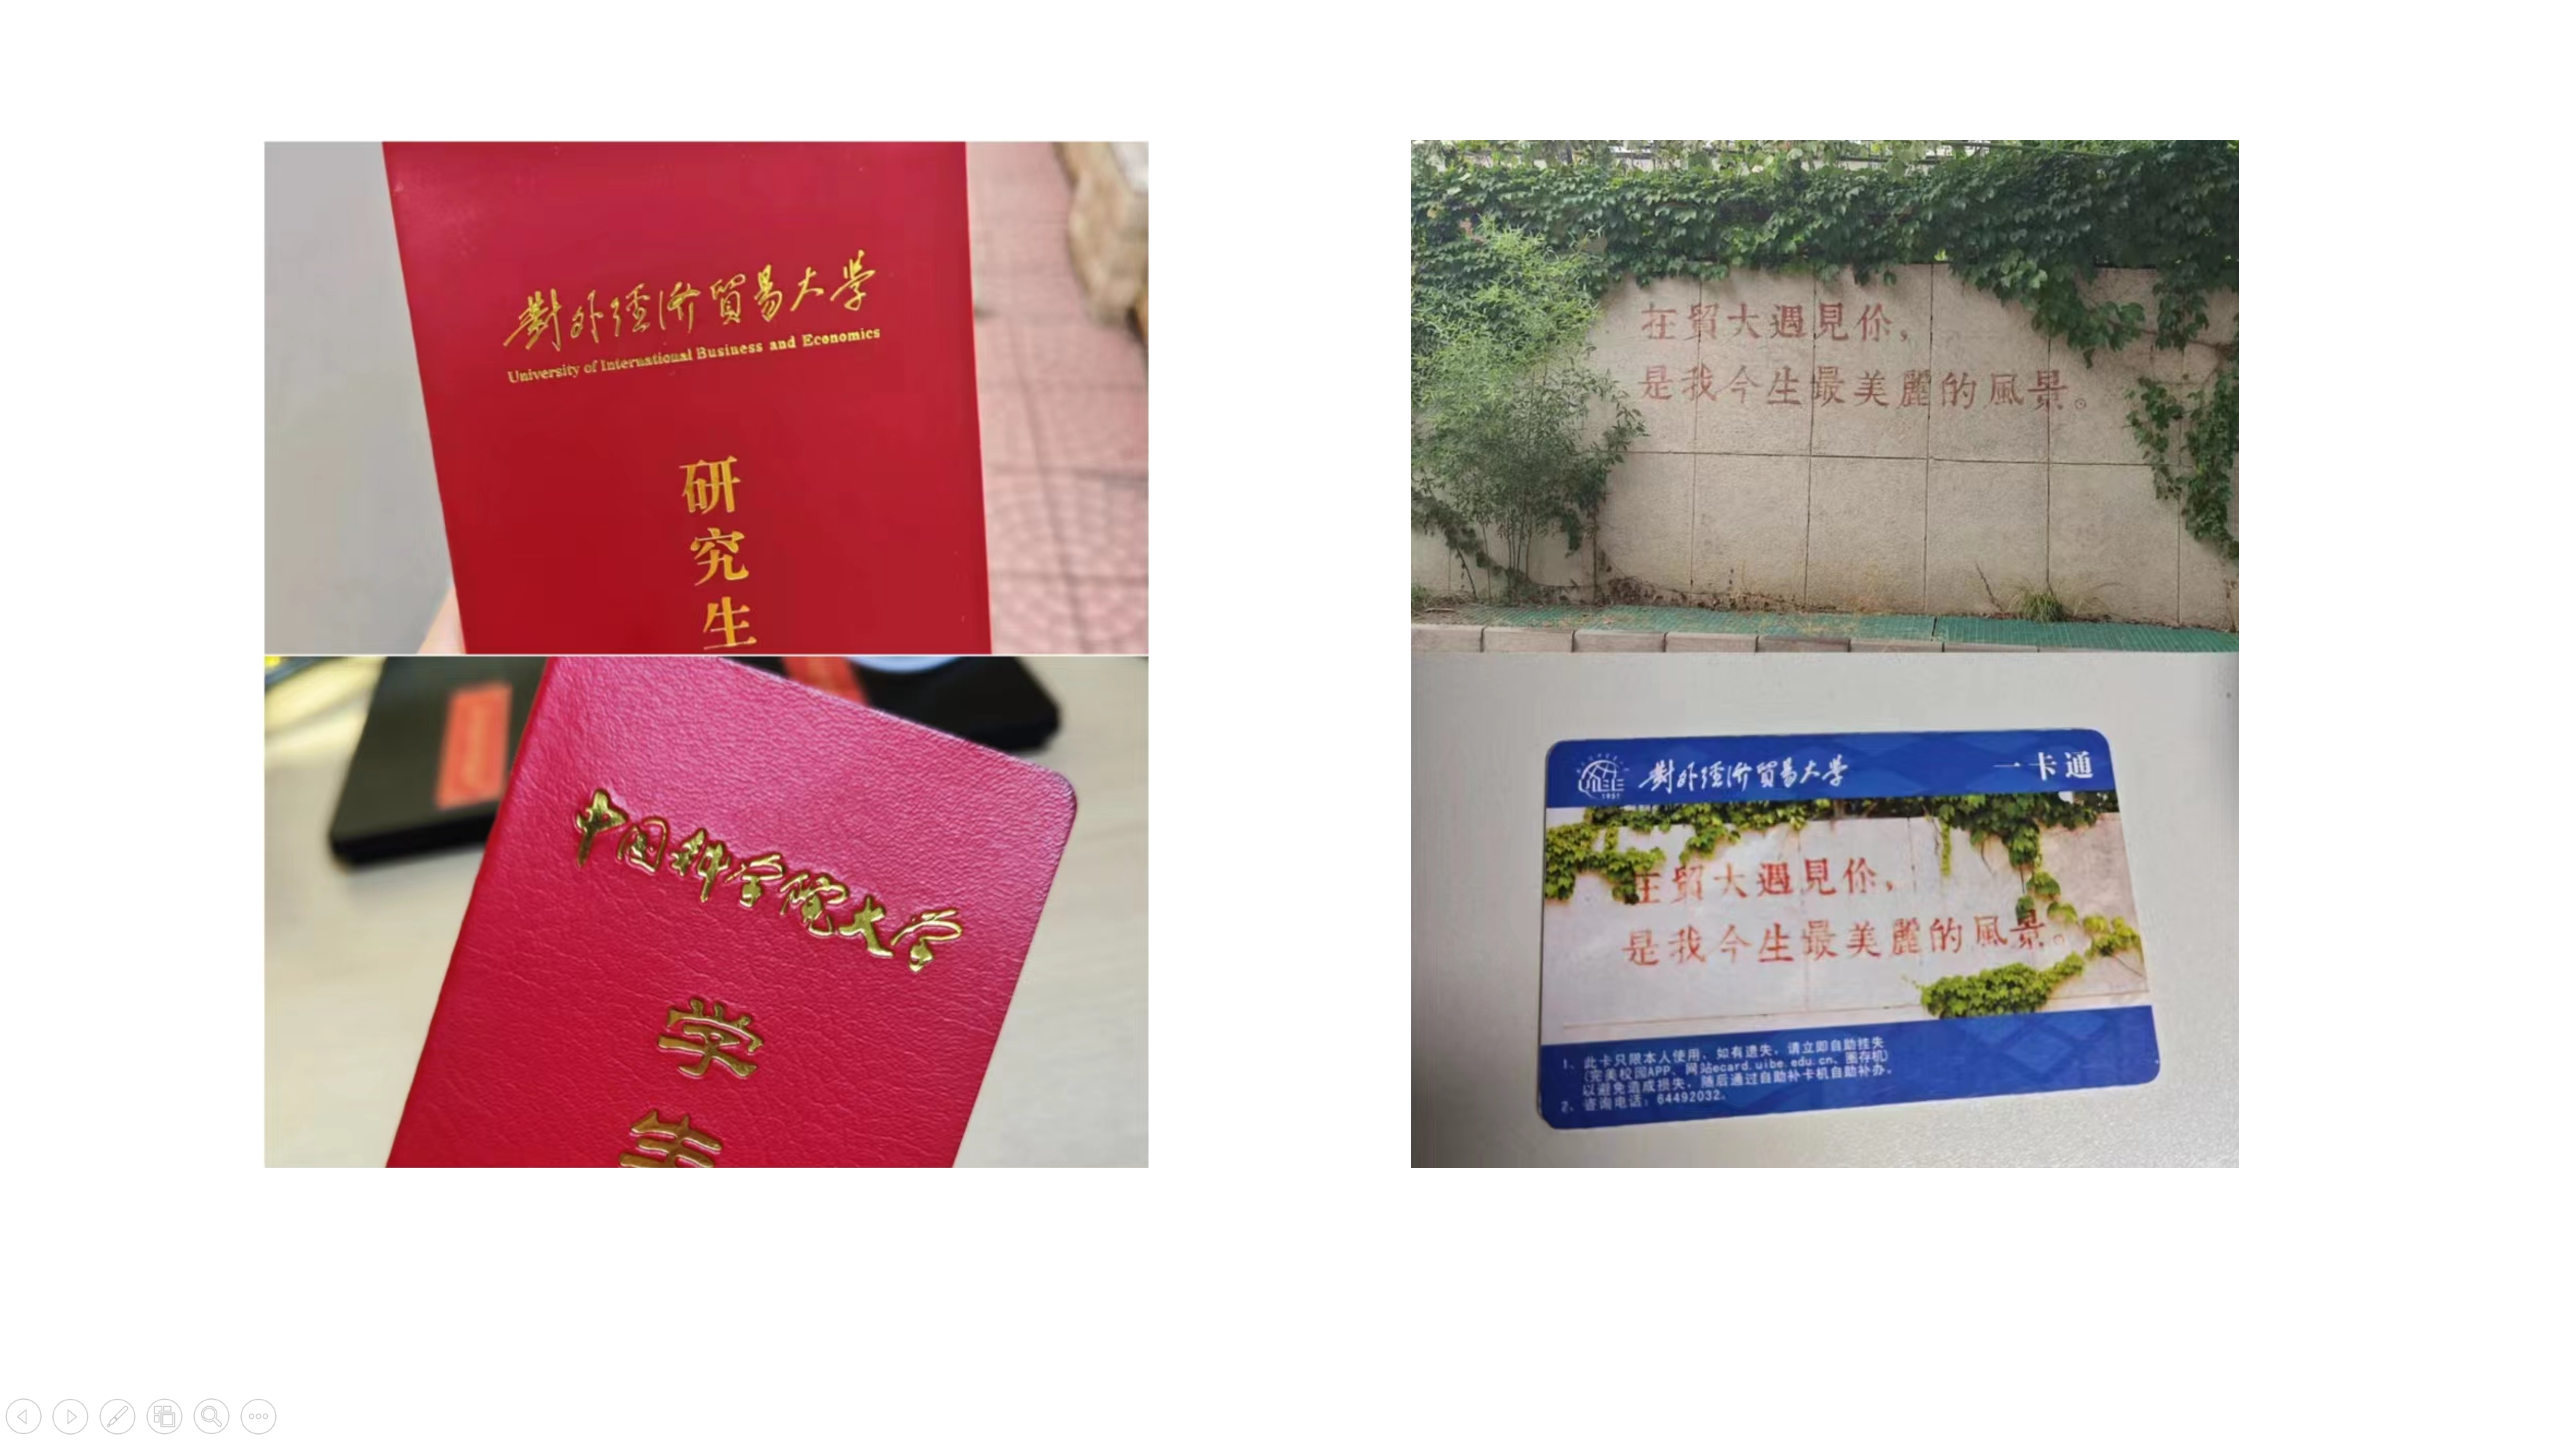 對外經濟貿易大學
University of International Business and Economics
研
究
生
中国科学院大学
学
生
在貿大遇見你，
是我今生最美麗的風景。
對外經濟貿易大學
一卡通
UIBE
1951
在貿大遇見你，
是我今生最美麗的風景。
1、此卡只限本人使用，如有遗失，请立即自助挂失
(完美校园APP、网站ecard.uibe.edu.cn、圈存机)
以避免造成损失，随后通过自助补卡机自助补办。
2、咨询电话：64492032。